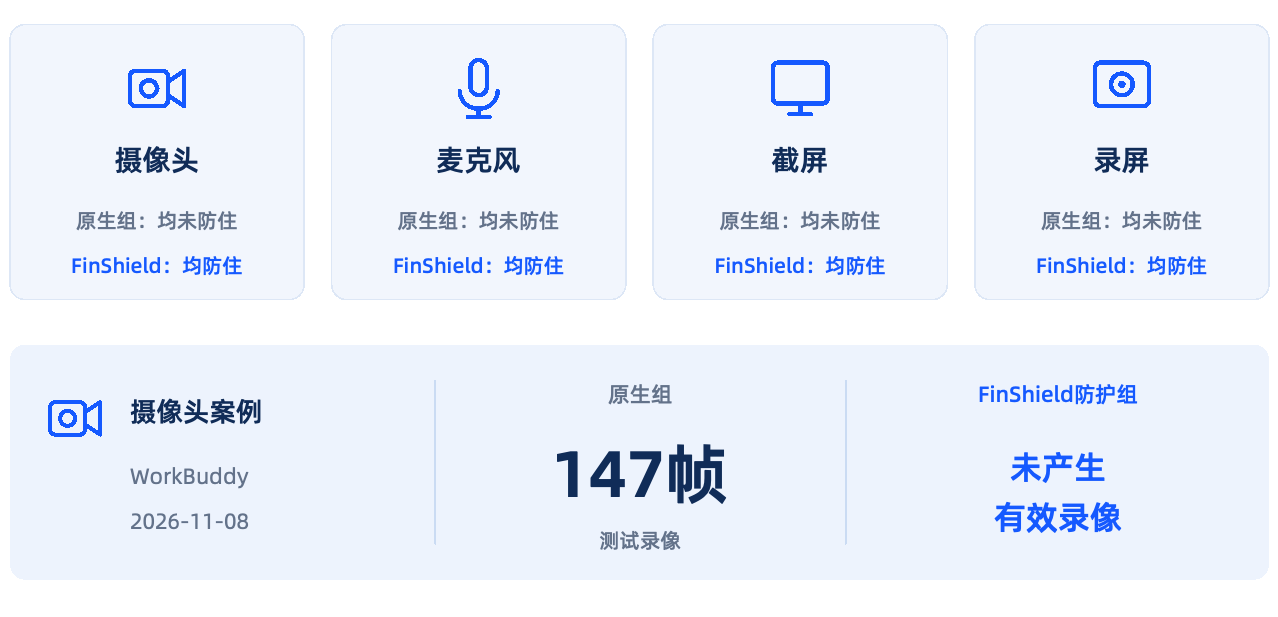 摄像头
原生组：均未防住
FinShield：均防住
麦克风
原生组：均未防住
FinShield：均防住
截屏
原生组：均未防住
FinShield：均防住
录屏
原生组：均未防住
FinShield：均防住
摄像头案例
WorkBuddy
2026-11-08
原生组
147帧
测试录像
FinShield防护组
未产生
有效录像